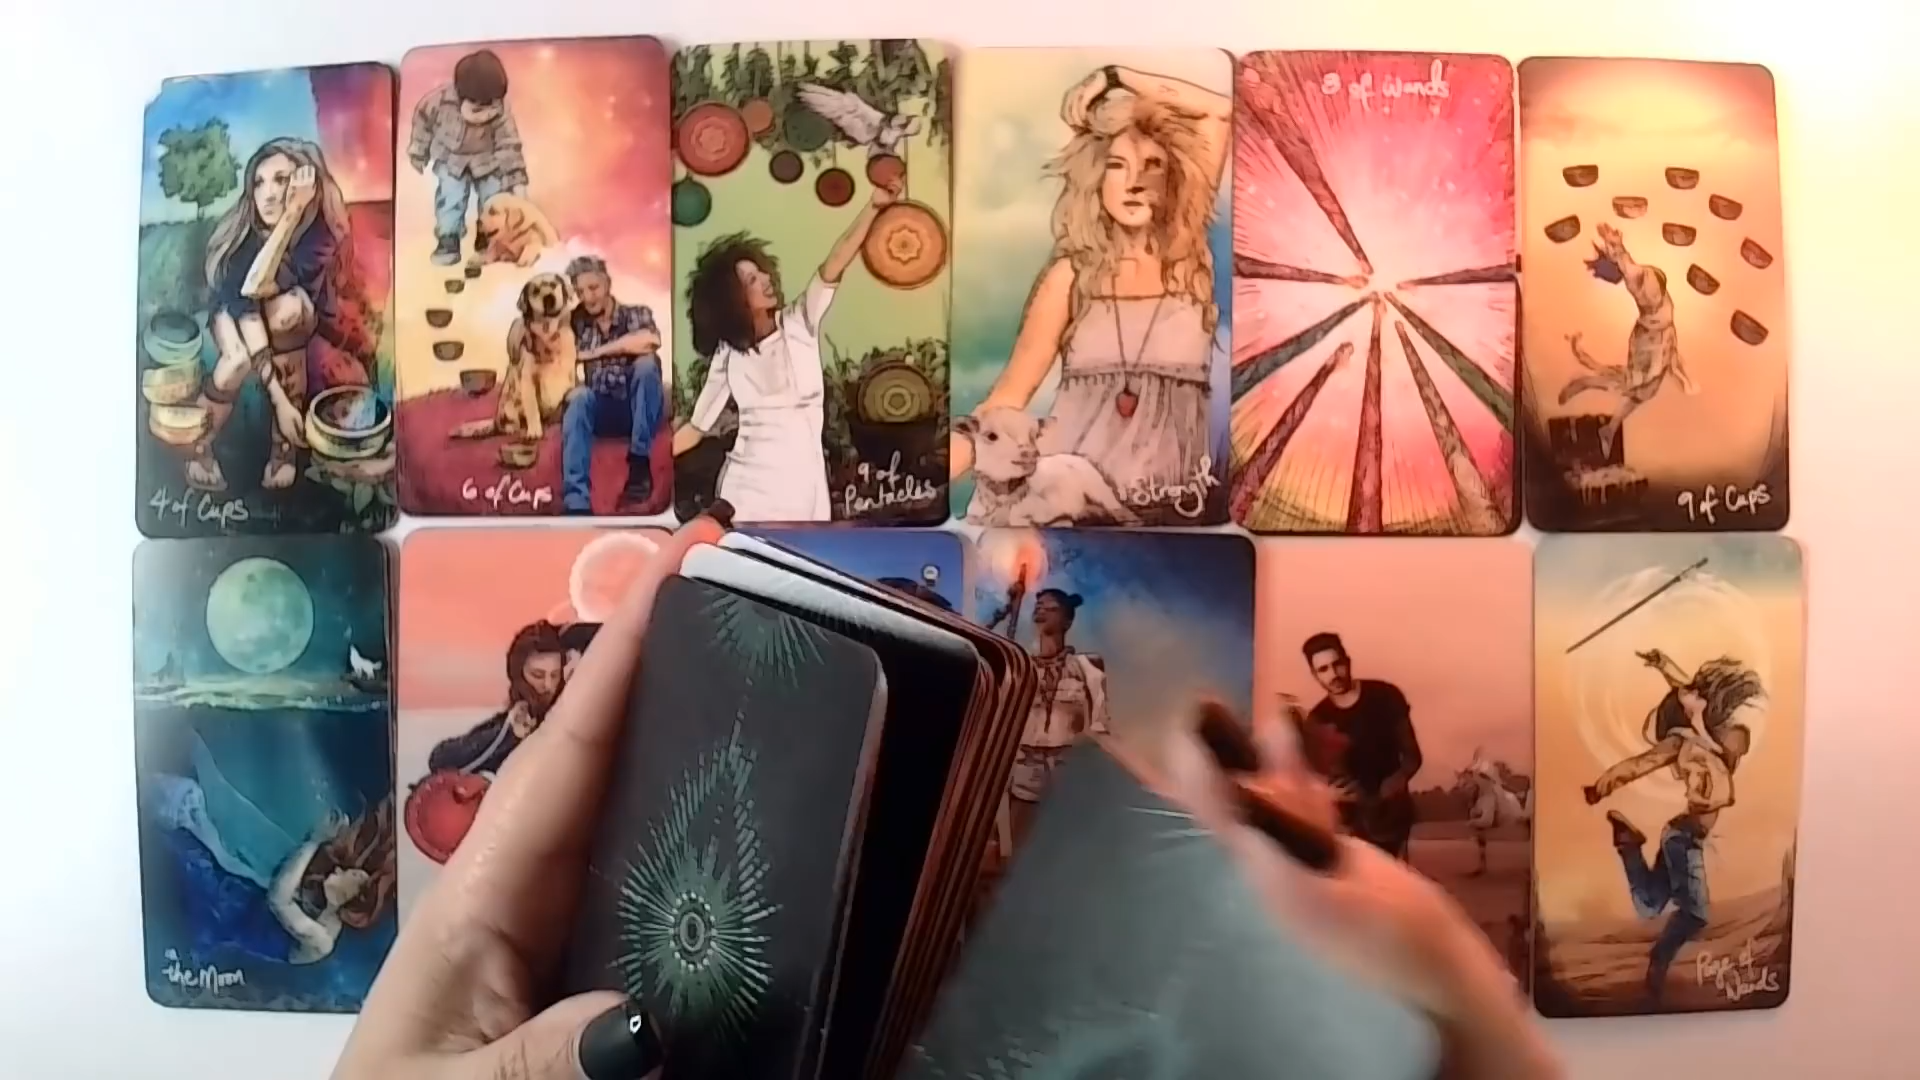 8 of Wands
4 of Cups
6 of Cups
9 of
Pentacles
Strength
9 of Cups
the Moon
Page of
Wands